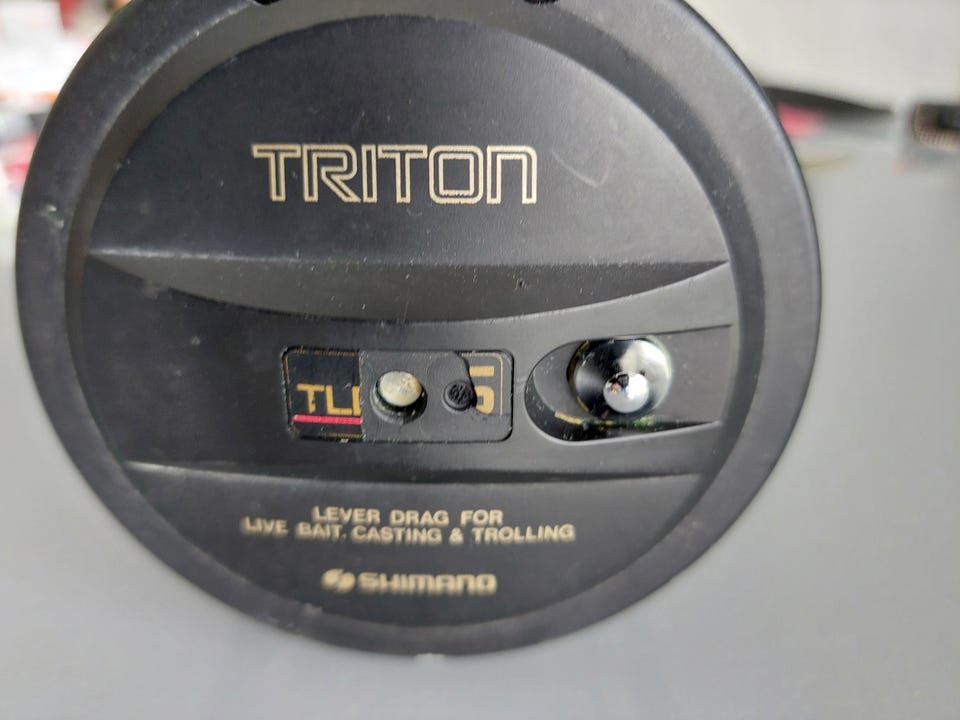 TRITON
TL 5
LEVER DRAG FOR
LIVE BAIT, CASTING & TROLLING
SHIMANO